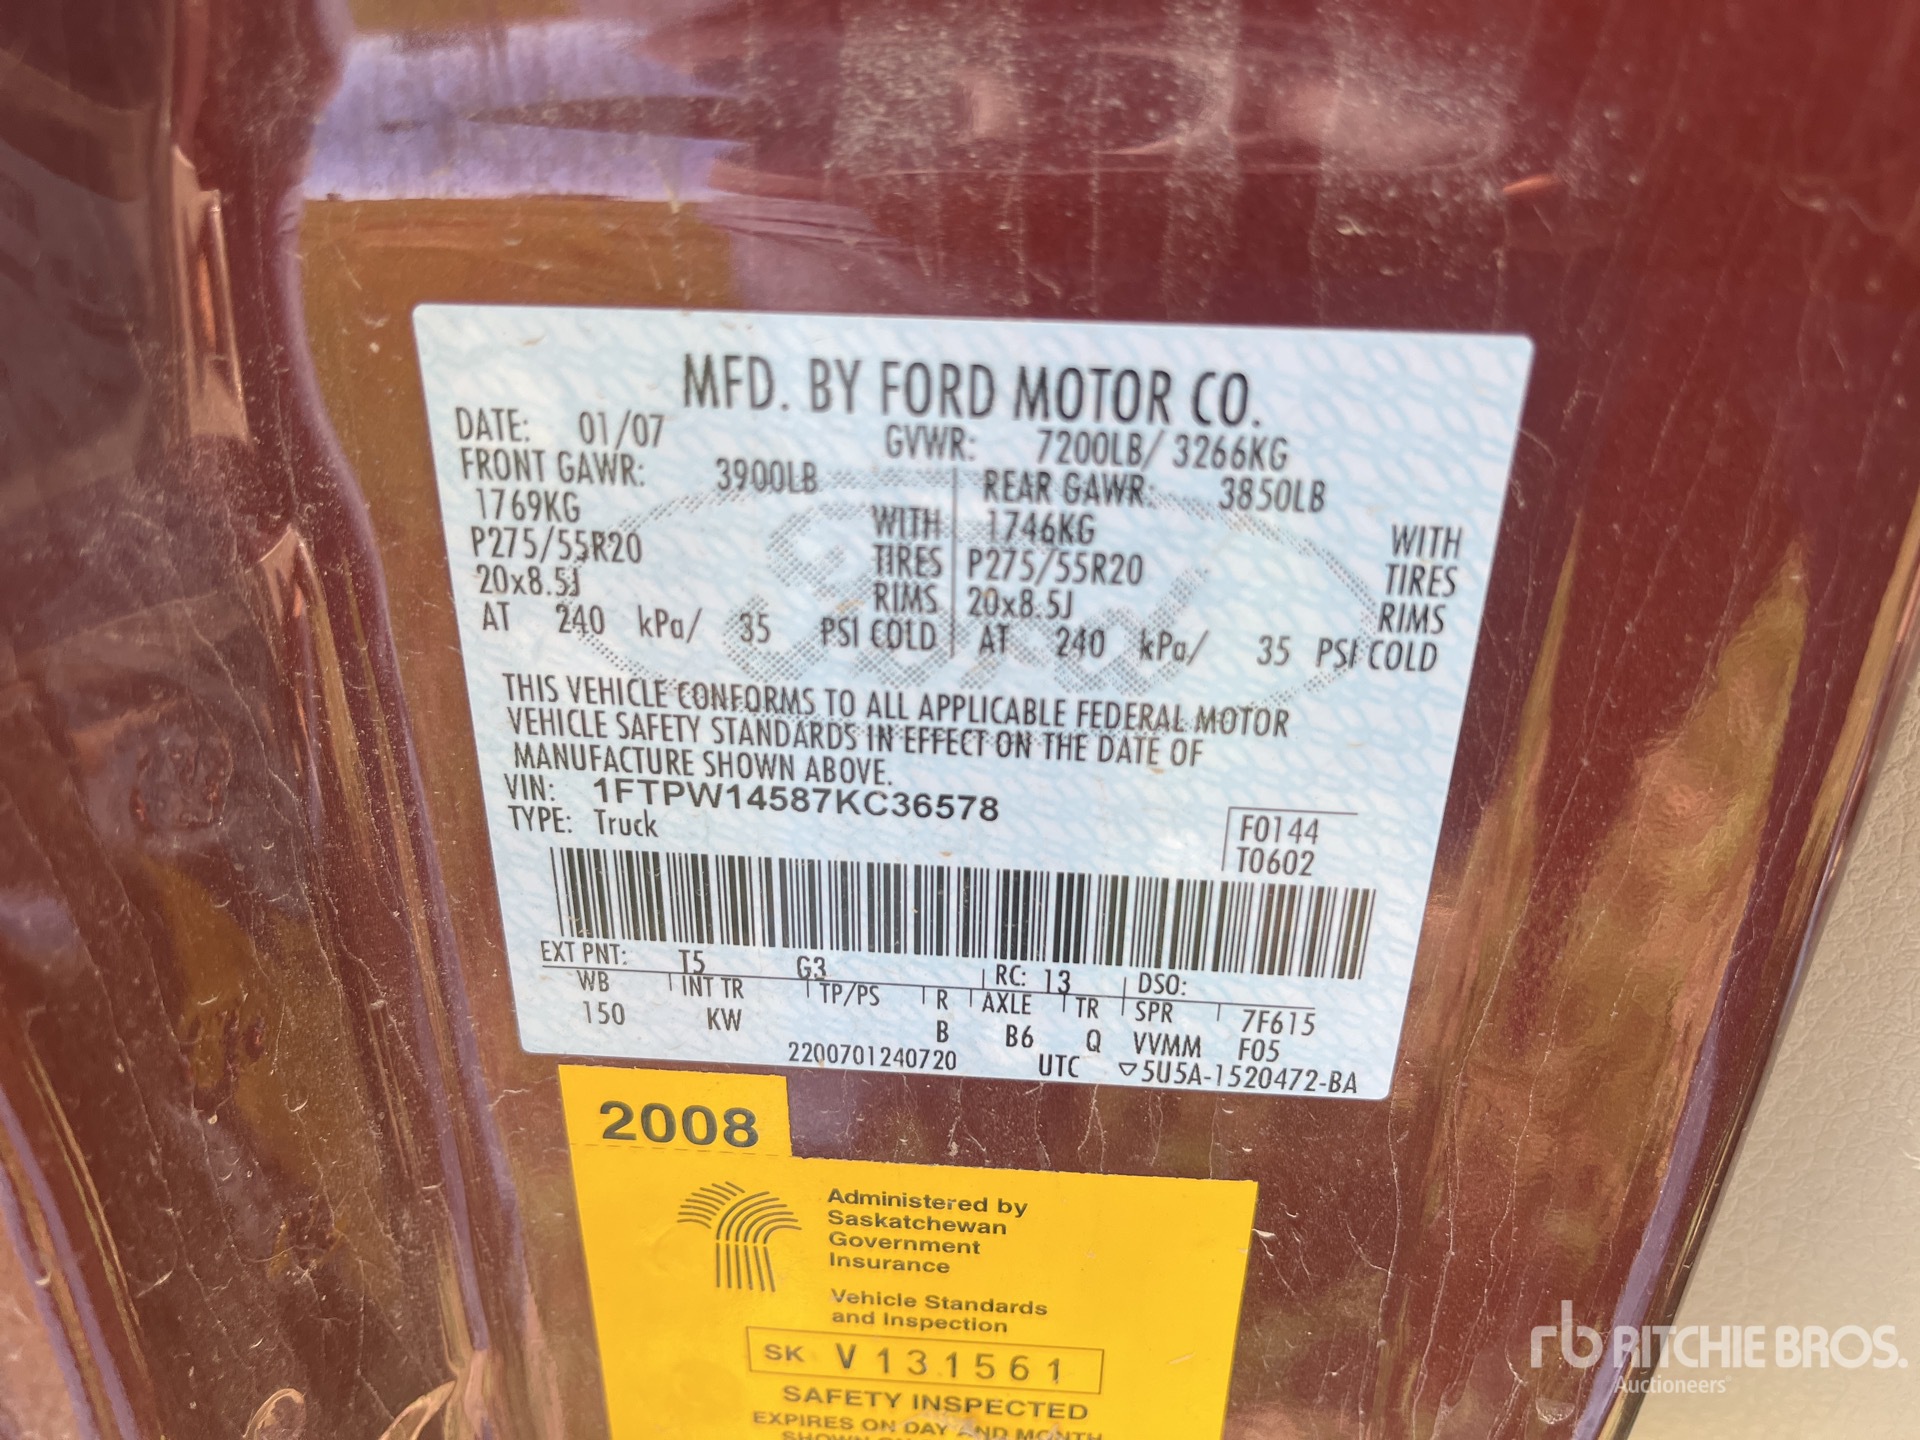 MFD. BY FORD MOTOR CO.
DATE: 01/07 GVWR: 7200LB/ 3266KG
FRONT GAWR: 3900LB REAR GAWR: 3850LB
1769KG WITH 1746KG WITH
P275/55R20 TIRES P275/55R20 TIRES
20x8.5J RIMS 20x8.5J RIMS
AT 240 kPa/ 35 PSI COLD AT 240 kPa/ 35 PSI COLD
THIS VEHICLE CONFORMS TO ALL APPLICABLE FEDERAL MOTOR
VEHICLE SAFETY STANDARDS IN EFFECT ON THE DATE OF
MANUFACTURE SHOWN ABOVE.
VIN: 1FTPW14587KC36578
TYPE: Truck
F0144
T0602
EXT PNT: T5 G3 RC: 13 DSO:
WB INT TR TP/PS R AXLE TR SPR 7F615
150 KW B B6 Q VVMM F05
2200701240720 UTC ▽5U5A-1520472-BA
2008
Administered by
Saskatchewan
Government
Insurance
Vehicle Standards
and Inspection
SK V 131561
SAFETY INSPECTED
EXPIRES ON DAY AND MONTH
SHOWN
rb RITCHIE BROS.
Auctioneers